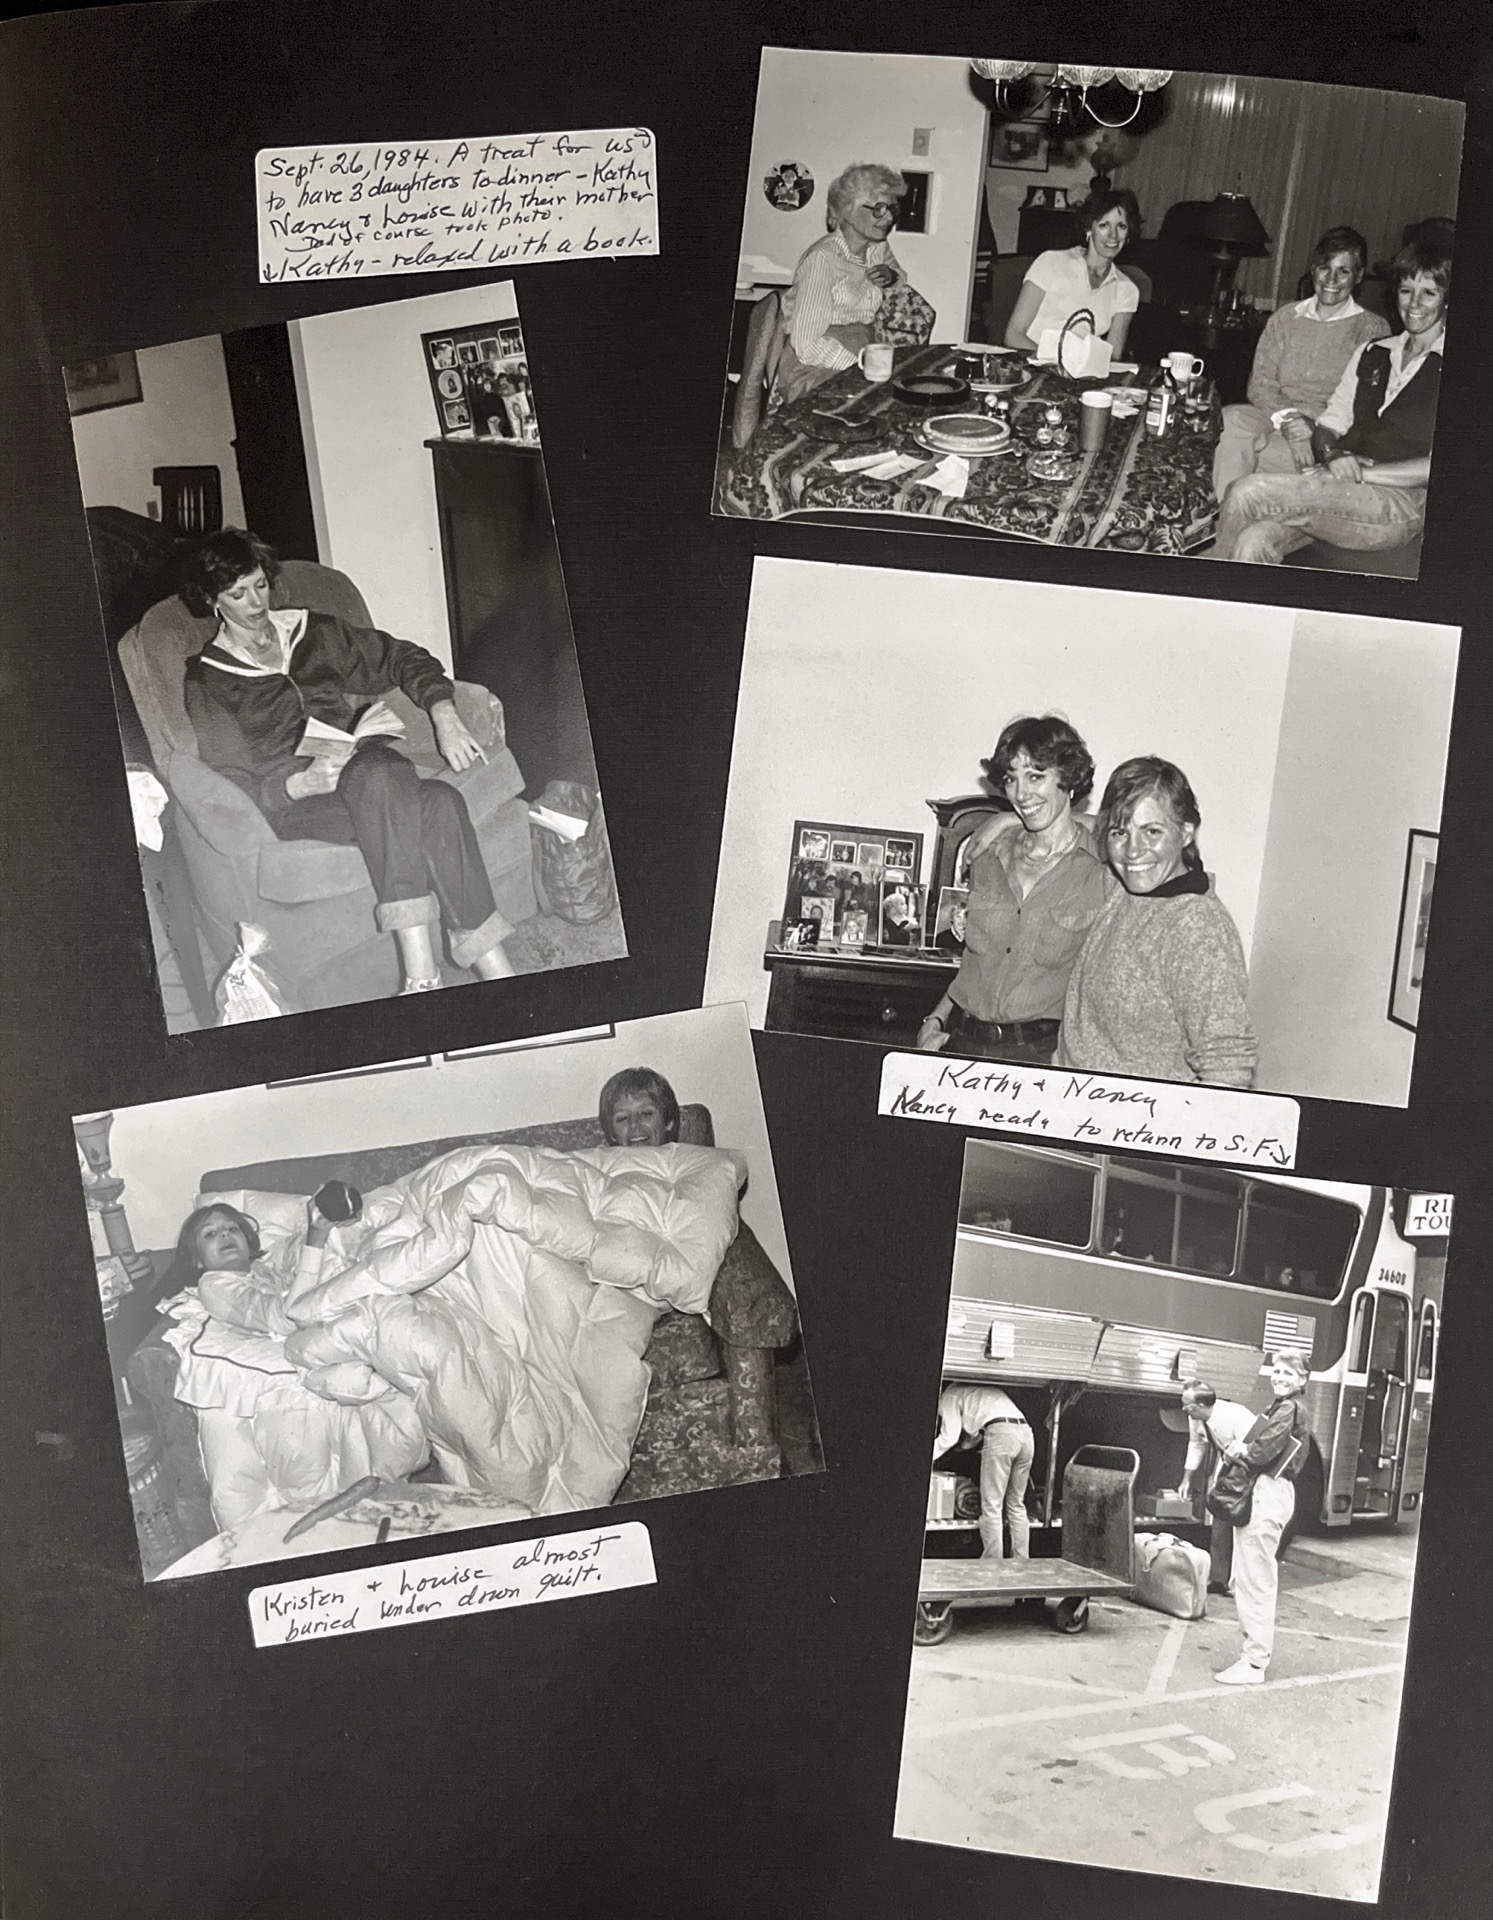 Sept. 26, 1984. A treat for us
to have 3 daughters to dinner - Kathy
Nancy & Louise with their mother
Dad of course took photo.
↓ Kathy - relaxed with a book.
Kathy & Nancy.
Nancy ready to return to S.F.↓
RI
TOU
34608
BU
Kristen & Louise almost
buried under down quilt.